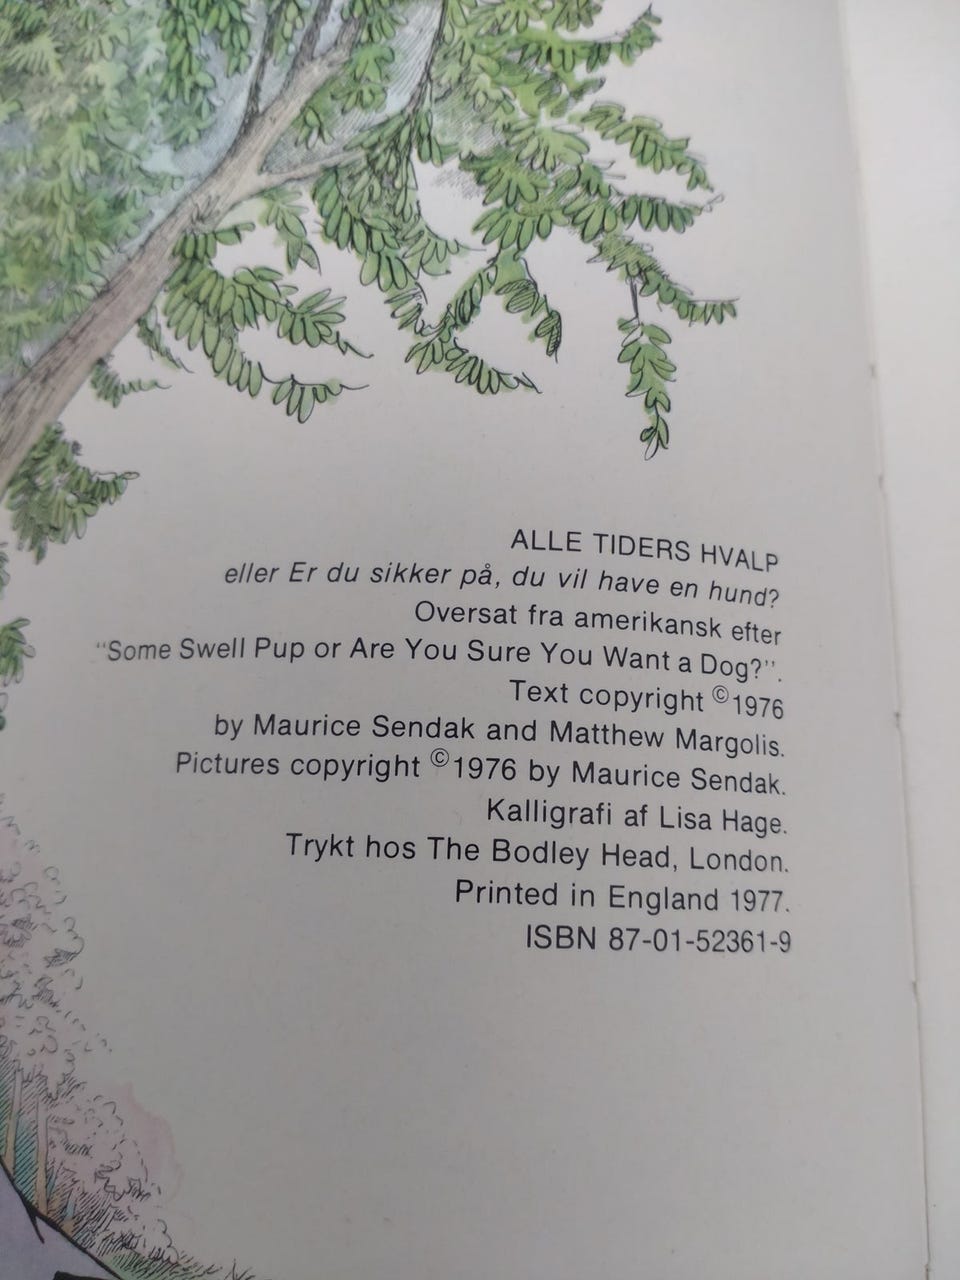 ALLE TIDERS HVALP
eller Er du sikker på, du vil have en hund?
Oversat fra amerikansk efter
"Some Swell Pup or Are You Sure You Want a Dog?".
Text copyright ©1976
by Maurice Sendak and Matthew Margolis.
Pictures copyright ©1976 by Maurice Sendak.
Kalligrafi af Lisa Hage.
Trykt hos The Bodley Head, London.
Printed in England 1977.
ISBN 87-01-52361-9